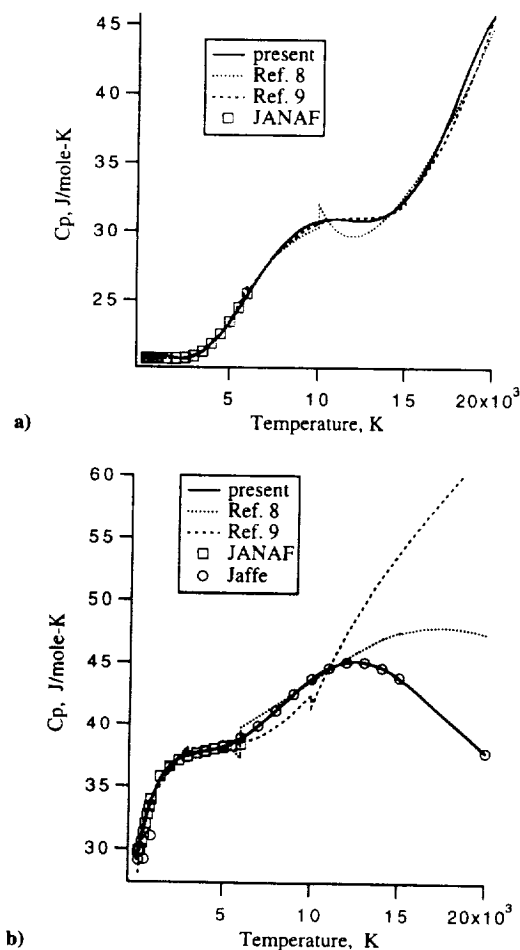 45
40
35
30
25
Cp, J/mole-K
present
Ref. 8
Ref. 9
JANAF
5
10
15
20x10³
Temperature, K
a)
60
55
50
45
40
35
30
Cp, J/mole-K
present
Ref. 8
Ref. 9
JANAF
Jaffe
5
10
15
20x10³
Temperature, K
b)